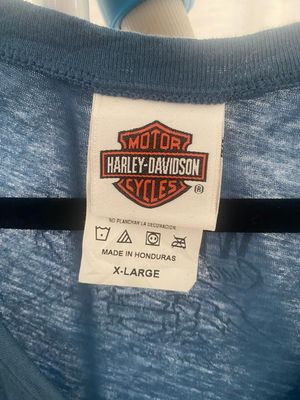 MOTOR
HARLEY-DAVIDSON
CYCLES
®
NO PLANCHAR LA DECORACION
MADE IN HONDURAS
X-LARGE